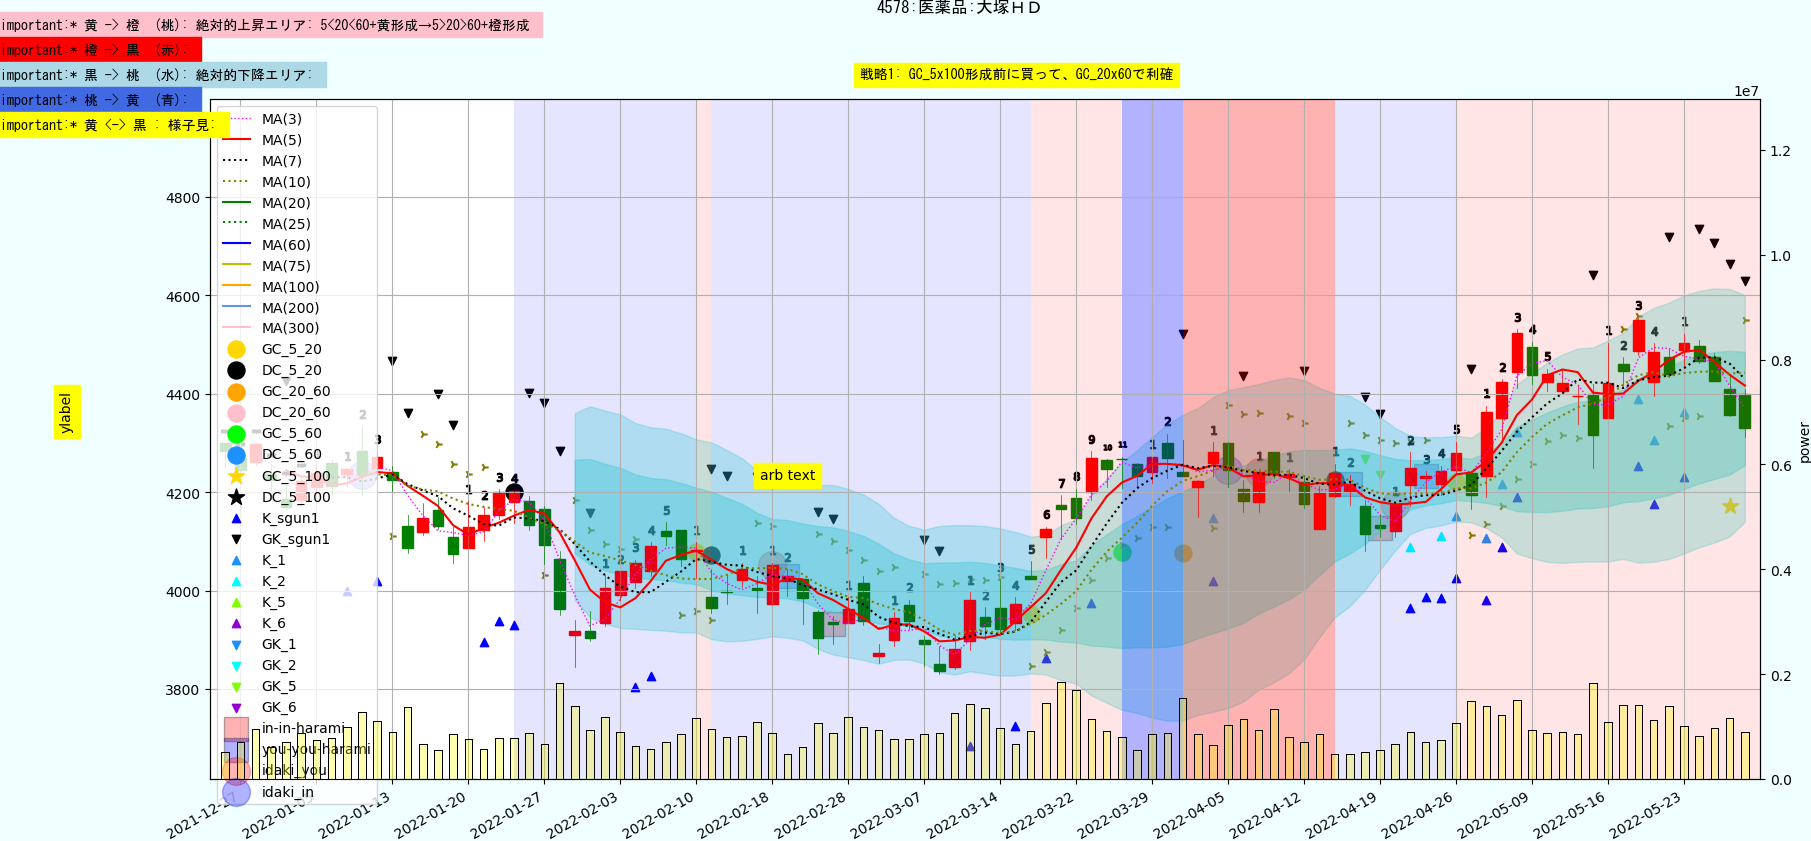 4578:医薬品:大塚ＨＤ
important:* 黄 -> 橙 (桃): 絶対的上昇エリア: 5<20<60+黄形成→5>20>60+橙形成
important:* 橙 -> 黒 (赤):
important:* 黒 -> 桃 (水): 絶対的下降エリア:
戦略1: GC_5x100形成前に買って、GC_20x60で利確
important:* 桃 -> 黄 (青):
important:* 黄 <-> 黒 : 様子見:
1e7
MA(3)
MA(5)
MA(7)
MA(10)
MA(20)
MA(25)
MA(60)
MA(75)
MA(100)
MA(200)
MA(300)
GC_5_20
DC_5_20
GC_20_60
DC_20_60
GC_5_60
DC_5_60
GC_5_100
DC_5_100
K_sgun1
GK_sgun1
K_1
K_2
K_5
K_6
GK_1
GK_2
GK_5
GK_6
in-in-harami
you-you-harami
idaki_you
idaki_in
ylabel
4800
4600
4400
4200
4000
3800
arb text
1.2
1.0
0.8
0.6
0.4
0.2
0.0
power
2022-01-13
2022-01-20
2022-01-27
2022-02-03
2022-02-10
2022-02-18
2022-02-28
2022-03-07
2022-03-14
2022-03-22
2022-03-29
2022-04-05
2022-04-12
2022-04-19
2022-04-26
2022-05-09
2022-05-16
2022-05-23